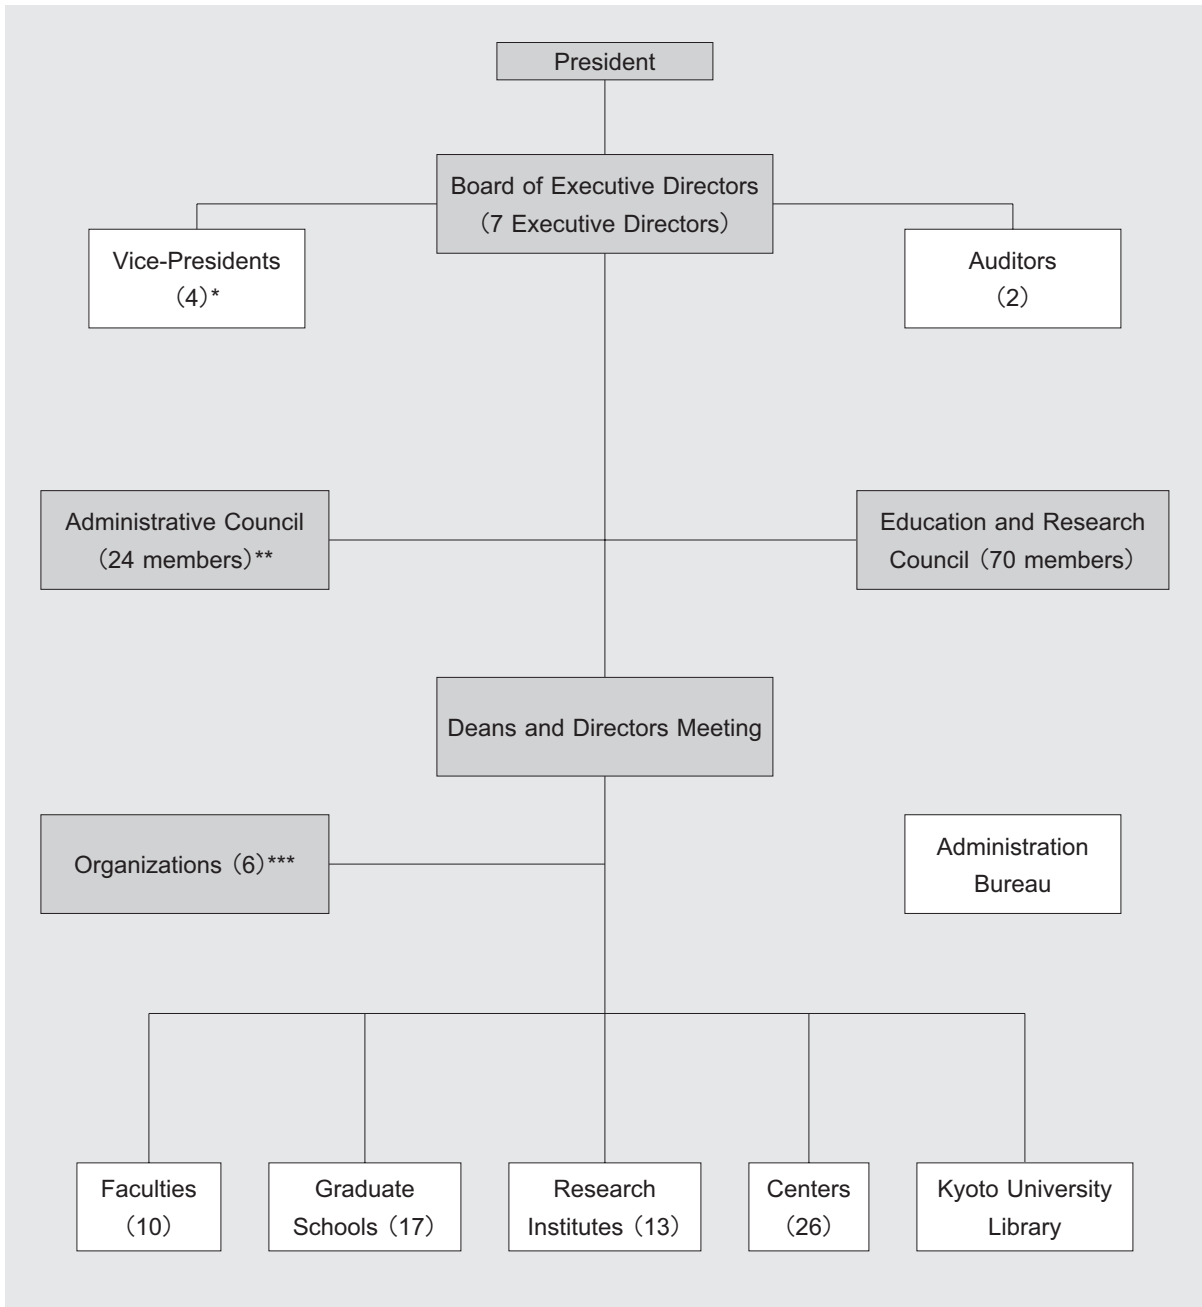 President
Board of Executive Directors
(7 Executive Directors)
Vice-Presidents
(4)*
Auditors
(2)
Administrative Council
(24 members)**
Education and Research
Council (70 members)
Deans and Directors Meeting
Organizations (6)***
Administration
Bureau
Faculties
(10)
Graduate
Schools (17)
Research
Institutes (13)
Centers
(26)
Kyoto University
Library